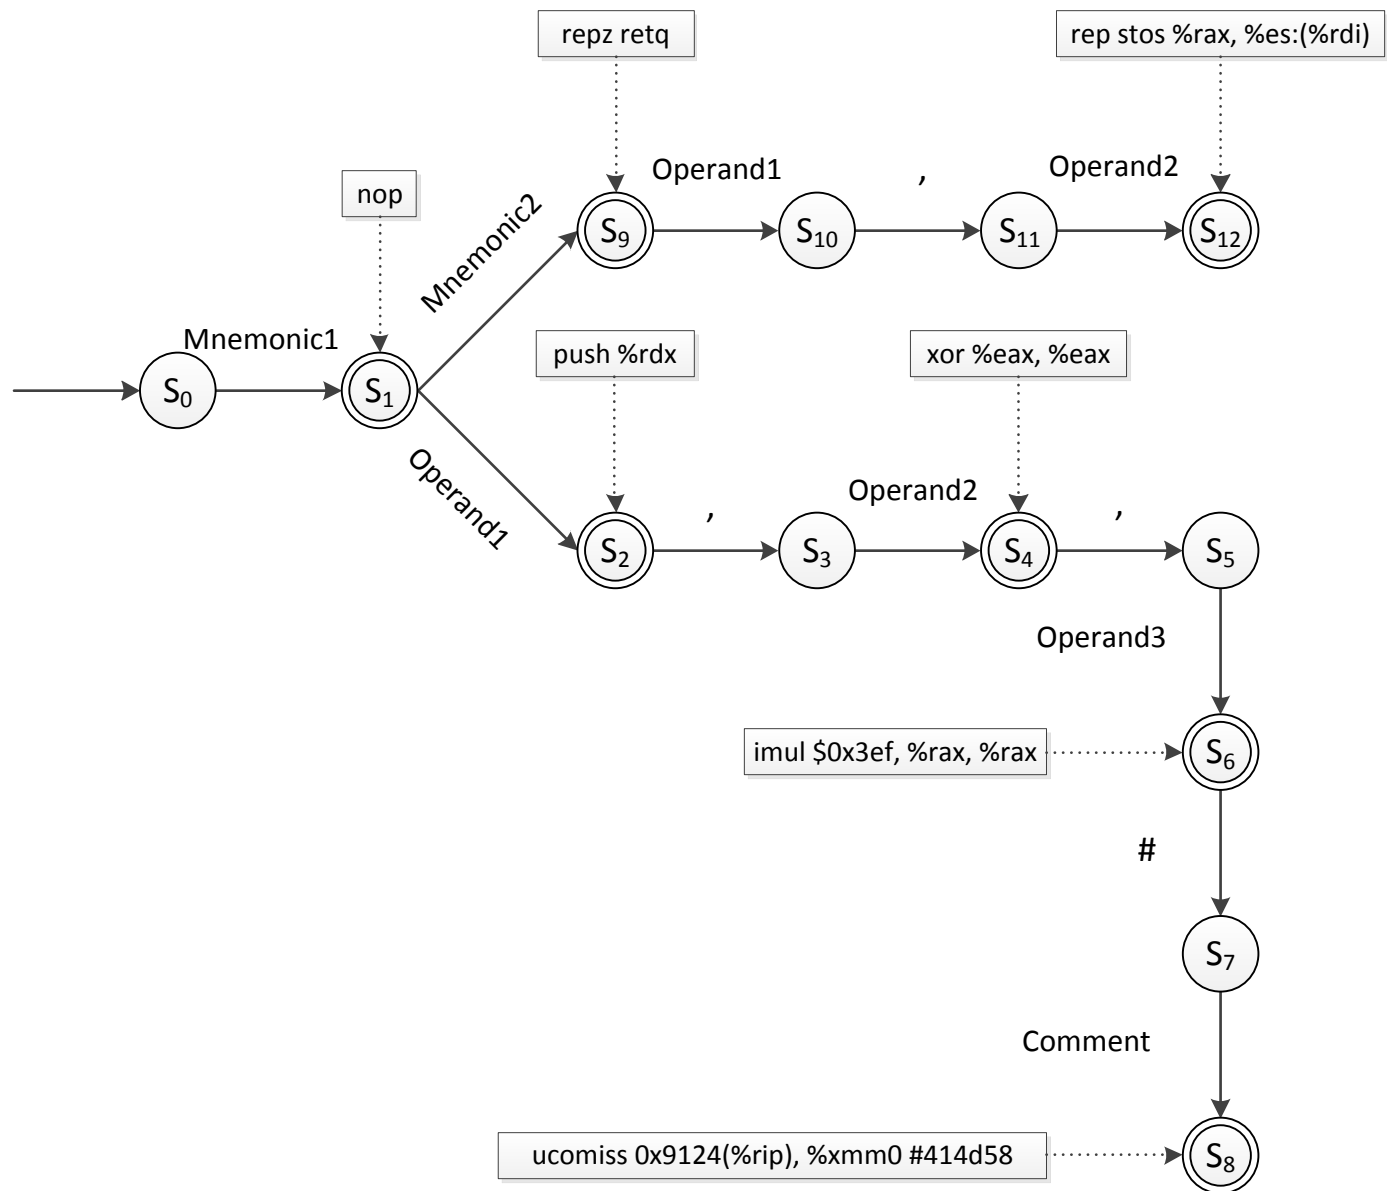 repz retq
rep stos %rax, %es:(%rdi)
nop
Mnemonic2
Operand1
,
Operand2
S9
S10
S11
S12
Mnemonic1
push %rdx
xor %eax, %eax
S0
S1
Operand1
,
Operand2
,
S2
S3
S4
S5
Operand3
imul $0x3ef, %rax, %rax
S6
#
S7
Comment
ucomiss 0x9124(%rip), %xmm0 #414d58
S8